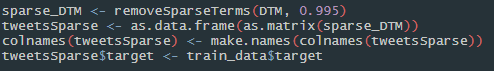 sparse_DTM <- removeSparseTerms(DTM, 0.995)
tweetsSparse <- as.data.frame(as.matrix(sparse_DTM))
colnames(tweetsSparse) <- make.names(colnames(tweetsSparse))
tweetsSparse$target <- train_data$target